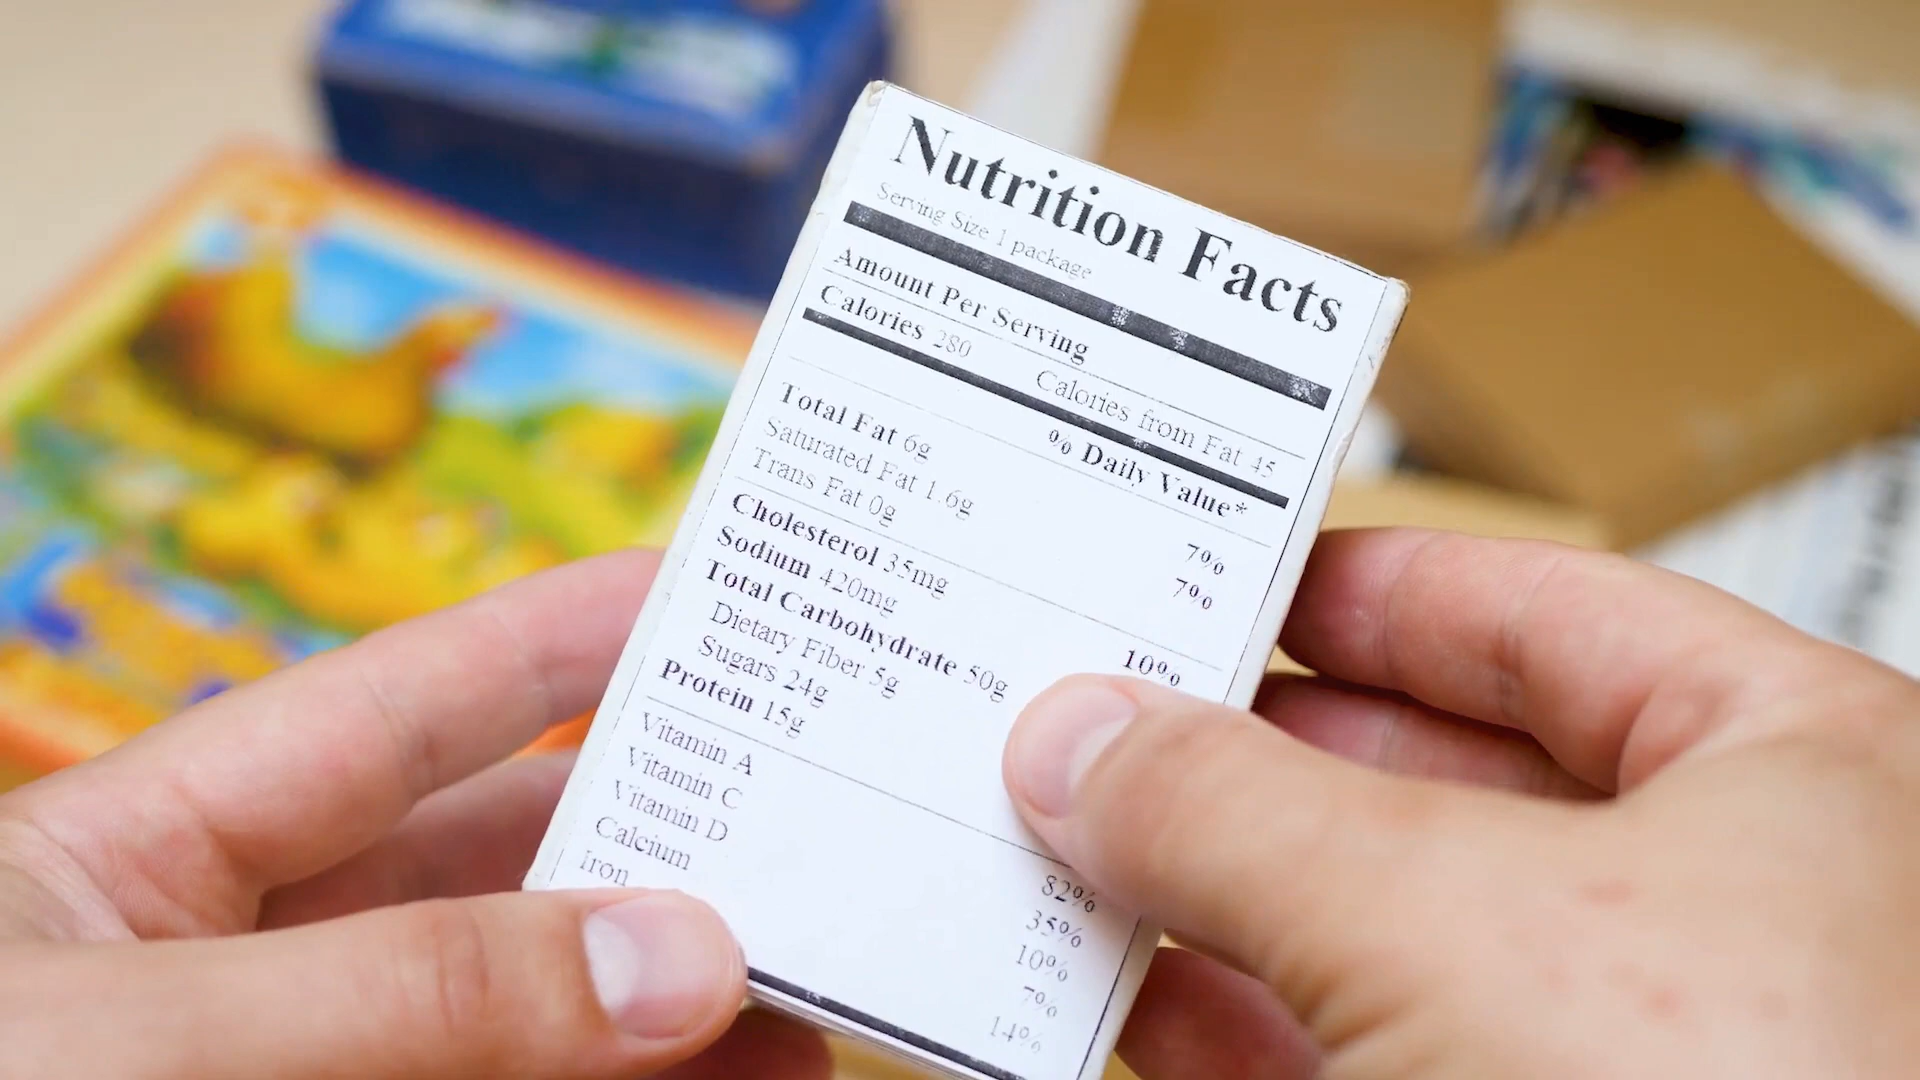 Nutrition Facts
Serving Size 1 package
Amount Per Serving
Calories 280 Calories from Fat 45
% Daily Value*
Total Fat 6g 7%
Saturated Fat 1.6g 7%
Trans Fat 0g
Cholesterol 35mg 10%
Sodium 420mg
Total Carbohydrate 50g
Dietary Fiber 5g
Sugars 24g
Protein 15g
Vitamin A 82%
Vitamin C 35%
Vitamin D 10%
Calcium 7%
Iron 14%